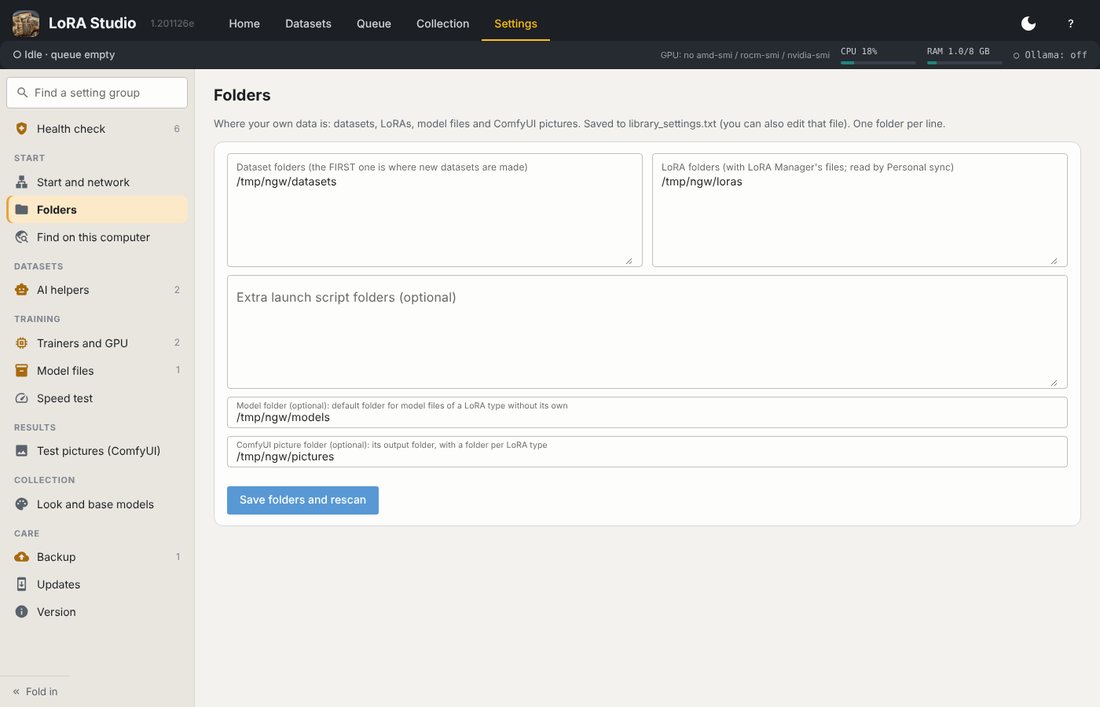 LoRA Studio 1.201126e Home Datasets Queue Collection Settings ?
Idle · queue empty GPU: no amd-smi / rocm-smi / nvidia-smi CPU 18% RAM 1.0/8 GB Ollama: off
Find a setting group
Health check 6
START
Start and network
Folders
Find on this computer
DATASETS
AI helpers 2
TRAINING
Trainers and GPU 2
Model files 1
Speed test
RESULTS
Test pictures (ComfyUI)
COLLECTION
Look and base models
CARE
Backup 1
Updates
Version
« Fold in
Folders
Where your own data is: datasets, LoRAs, model files and ComfyUI pictures. Saved to library_settings.txt (you can also edit that file). One folder per line.
Dataset folders (the FIRST one is where new datasets are made)
/tmp/ngw/datasets
LoRA folders (with LoRA Manager's files; read by Personal sync)
/tmp/ngw/loras
Extra launch script folders (optional)
Model folder (optional): default folder for model files of a LoRA type without its own
/tmp/ngw/models
ComfyUI picture folder (optional): its output folder, with a folder per LoRA type
/tmp/ngw/pictures
Save folders and rescan